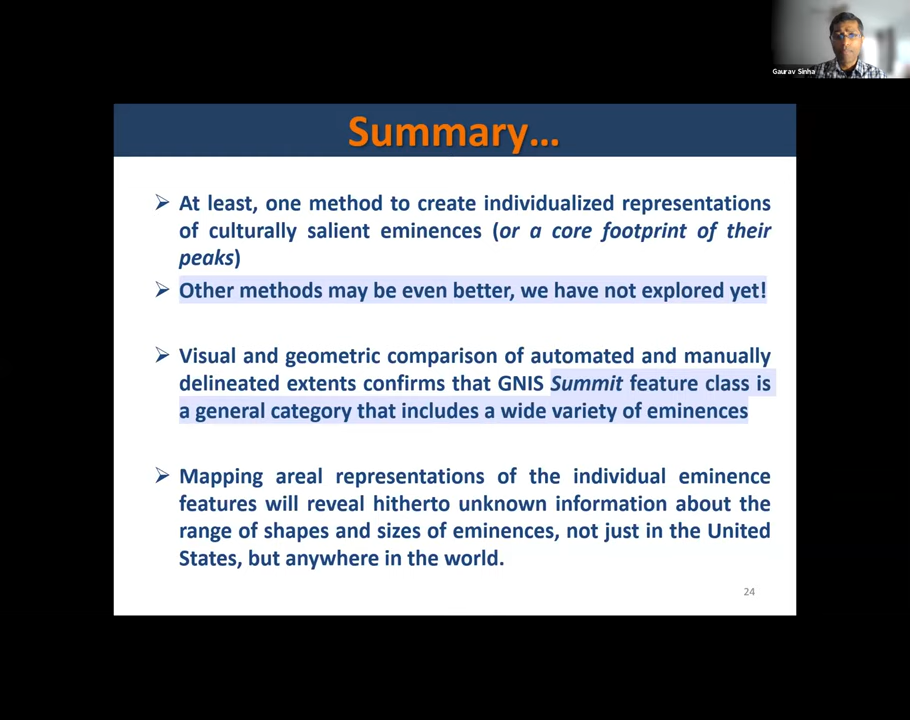 Gaurav Sinha
Summary...
➢ At least, one method to create individualized representations
of culturally salient eminences (or a core footprint of their
peaks)
➢ Other methods may be even better, we have not explored yet!
➢ Visual and geometric comparison of automated and manually
delineated extents confirms that GNIS Summit feature class is
a general category that includes a wide variety of eminences
➢ Mapping areal representations of the individual eminence
features will reveal hitherto unknown information about the
range of shapes and sizes of eminences, not just in the United
States, but anywhere in the world.
24